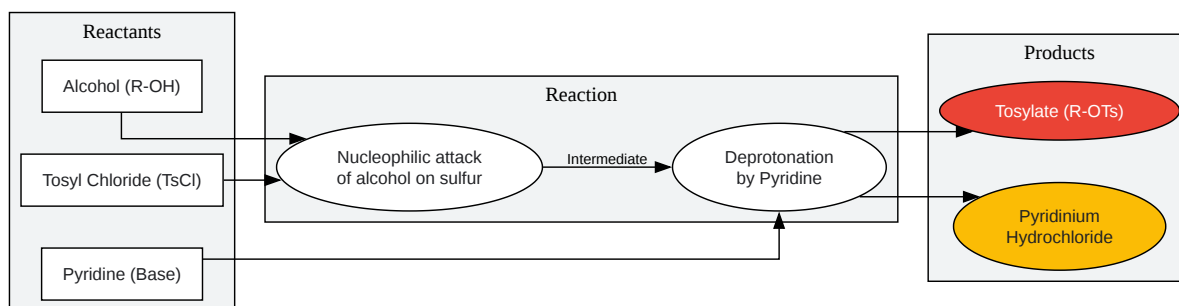 Reactants
Alcohol (R-OH)
Tosyl Chloride (TsCl)
Pyridine (Base)
Reaction
Nucleophilic attack
of alcohol on sulfur
Intermediate
Deprotonation
by Pyridine
Products
Tosylate (R-OTs)
Pyridinium
Hydrochloride